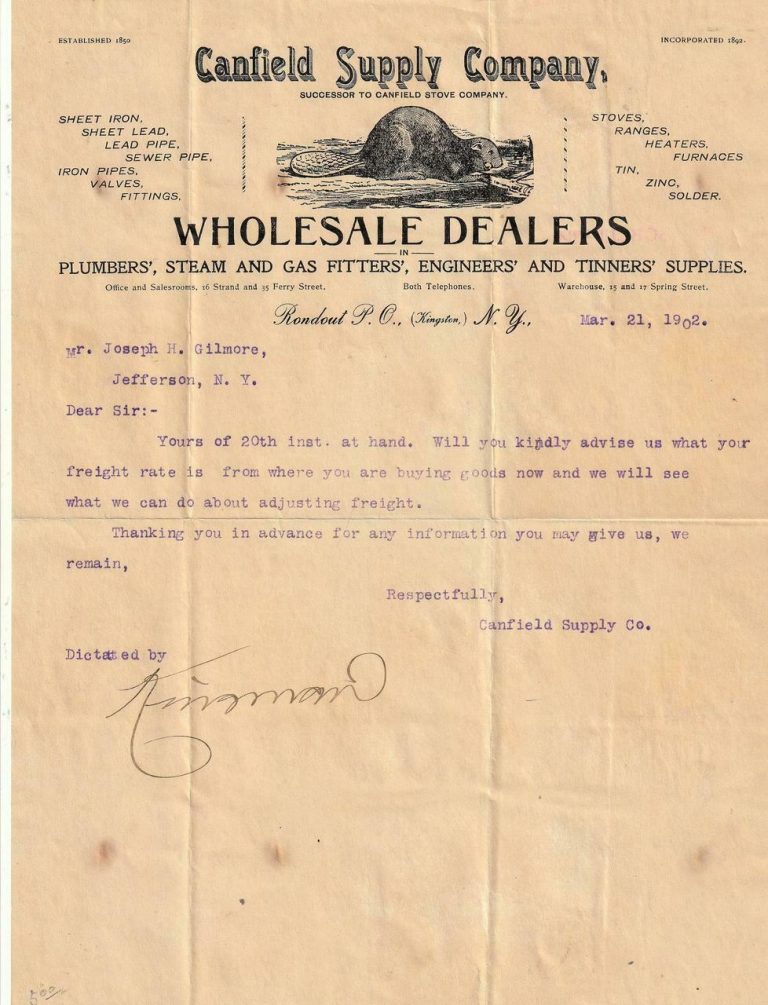 ESTABLISHED 1850
INCORPORATED 1892.
Canfield Supply Company,
SUCCESSOR TO CANFIELD STOVE COMPANY.
SHEET IRON,
SHEET LEAD,
LEAD PIPE,
SEWER PIPE,
IRON PIPES,
VALVES,
FITTINGS,
STOVES,
RANGES,
HEATERS,
FURNACES
TIN,
ZINC,
SOLDER.
WHOLESALE DEALERS
IN
PLUMBERS', STEAM AND GAS FITTERS', ENGINEERS' AND TINNERS' SUPPLIES.
Office and Salesrooms, 16 Strand and 35 Ferry Street. Both Telephones. Warehouse, 15 and 17 Spring Street.
Rondout P. O., (Kingston,) N. Y., Mar. 21, 1902.
Mr. Joseph H. Gilmore,
Jefferson, N. Y.
Dear Sir:-
Yours of 20th inst. at hand. Will you kindly advise us what your
freight rate is from where you are buying goods now and we will see
what we can do about adjusting freight.
Thanking you in advance for any information you may give us, we
remain,
Respectfully,
Canfield Supply Co.
Dictated by
500